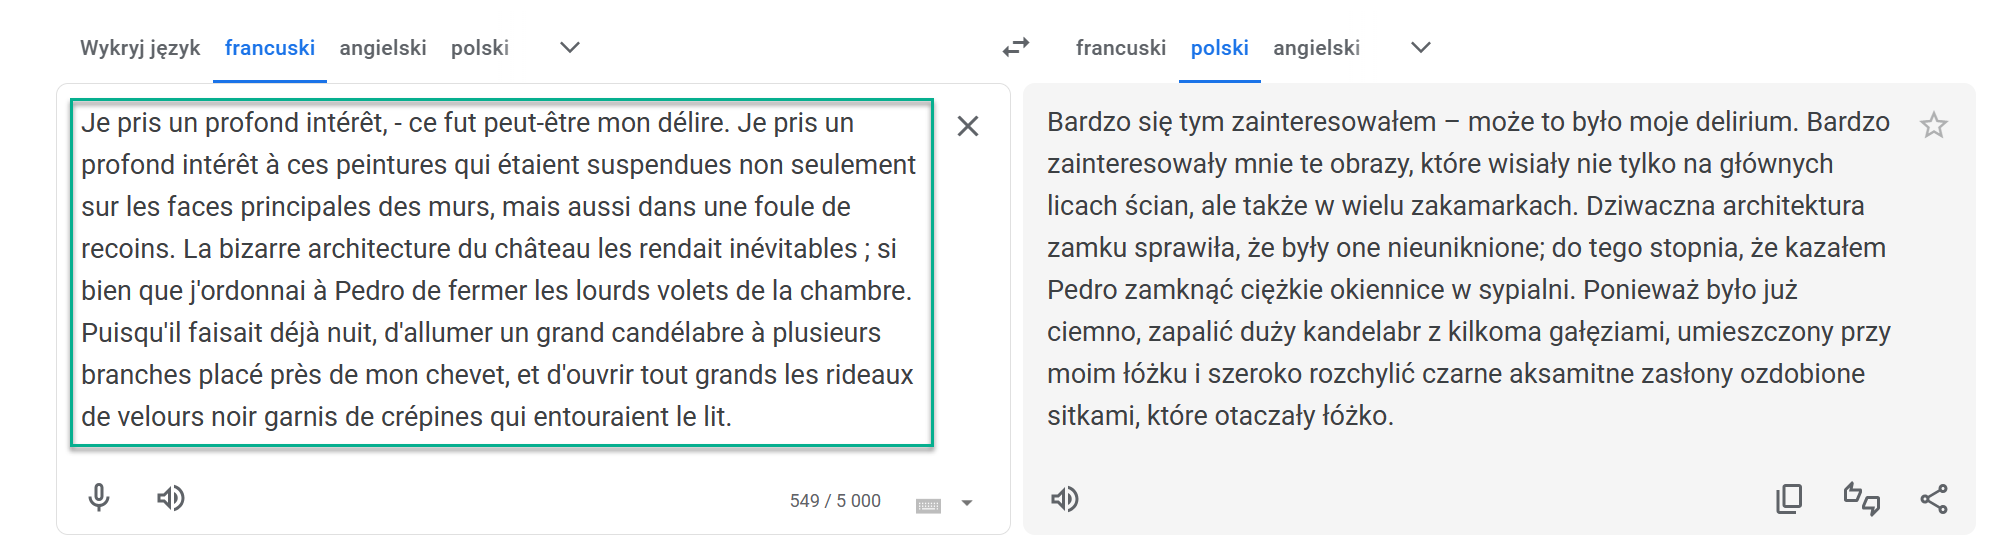 Wykryj język francuski angielski polski
francuski polski angielski
Je pris un profond intérêt, - ce fut peut-être mon délire. Je pris un
profond intérêt à ces peintures qui étaient suspendues non seulement
sur les faces principales des murs, mais aussi dans une foule de
recoins. La bizarre architecture du château les rendait inévitables ; si
bien que j'ordonnai à Pedro de fermer les lourds volets de la chambre.
Puisqu'il faisait déjà nuit, d'allumer un grand candélabre à plusieurs
branches placé près de mon chevet, et d'ouvrir tout grands les rideaux
de velours noir garnis de crépines qui entouraient le lit.
549 / 5 000
Bardzo się tym zainteresowałem – może to było moje delirium. Bardzo
zainteresowały mnie te obrazy, które wisiały nie tylko na głównych
licach ścian, ale także w wielu zakamarkach. Dziwaczna architektura
zamku sprawiła, że były one nieuniknione; do tego stopnia, że kazałem
Pedro zamknąć ciężkie okiennice w sypialni. Ponieważ było już
ciemno, zapalić duży kandelabr z kilkoma gałęziami, umieszczony przy
moim łóżku i szeroko rozchylić czarne aksamitne zasłony ozdobione
sitkami, które otaczały łóżko.